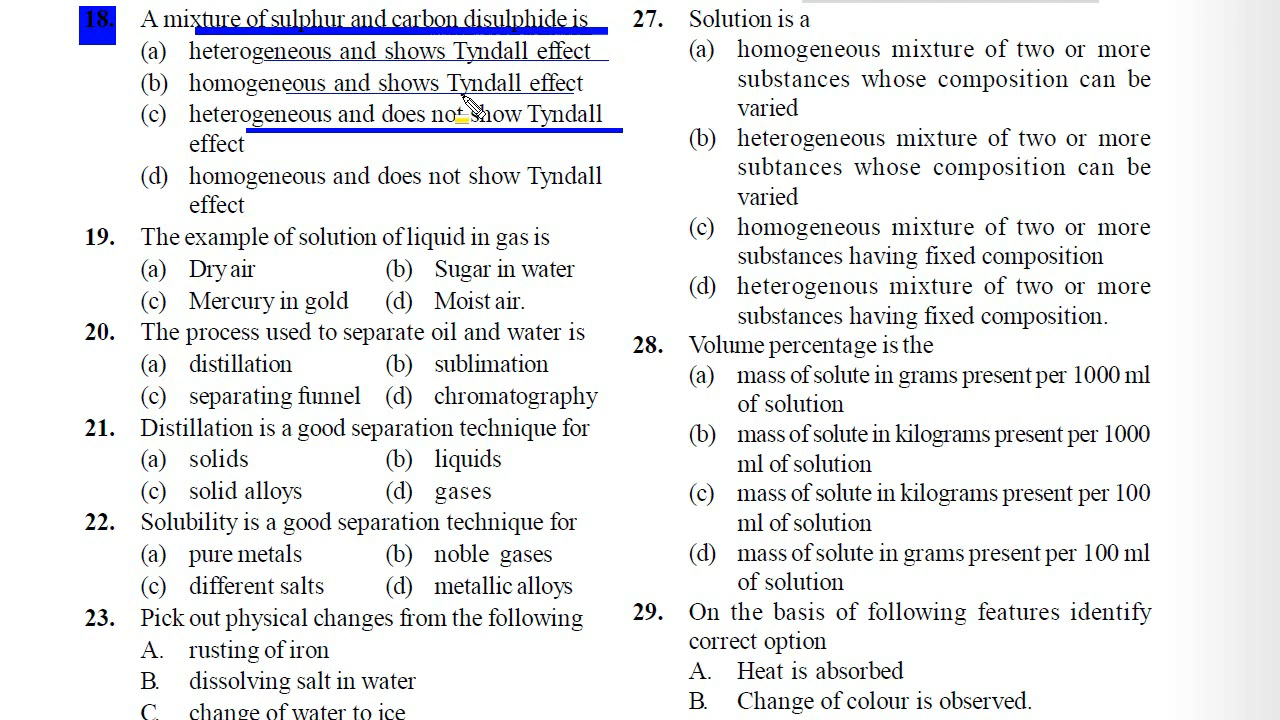 18. A mixture of sulphur and carbon disulphide is
(a) heterogeneous and shows Tyndall effect
(b) homogeneous and shows Tyndall effect
(c) heterogeneous and does not show Tyndall
effect
(d) homogeneous and does not show Tyndall
effect
19. The example of solution of liquid in gas is
(a) Dry air (b) Sugar in water
(c) Mercury in gold (d) Moist air.
20. The process used to separate oil and water is
(a) distillation (b) sublimation
(c) separating funnel (d) chromatography
21. Distillation is a good separation technique for
(a) solids (b) liquids
(c) solid alloys (d) gases
22. Solubility is a good separation technique for
(a) pure metals (b) noble gases
(c) different salts (d) metallic alloys
23. Pick out physical changes from the following
A. rusting of iron
B. dissolving salt in water
C. change of water to ice
27. Solution is a
(a) homogeneous mixture of two or more
substances whose composition can be
varied
(b) heterogeneous mixture of two or more
subtances whose composition can be
varied
(c) homogeneous mixture of two or more
substances having fixed composition
(d) heterogenous mixture of two or more
substances having fixed composition.
28. Volume percentage is the
(a) mass of solute in grams present per 1000 ml
of solution
(b) mass of solute in kilograms present per 1000
ml of solution
(c) mass of solute in kilograms present per 100
ml of solution
(d) mass of solute in grams present per 100 ml
of solution
29. On the basis of following features identify
correct option
A. Heat is absorbed
B. Change of colour is observed.